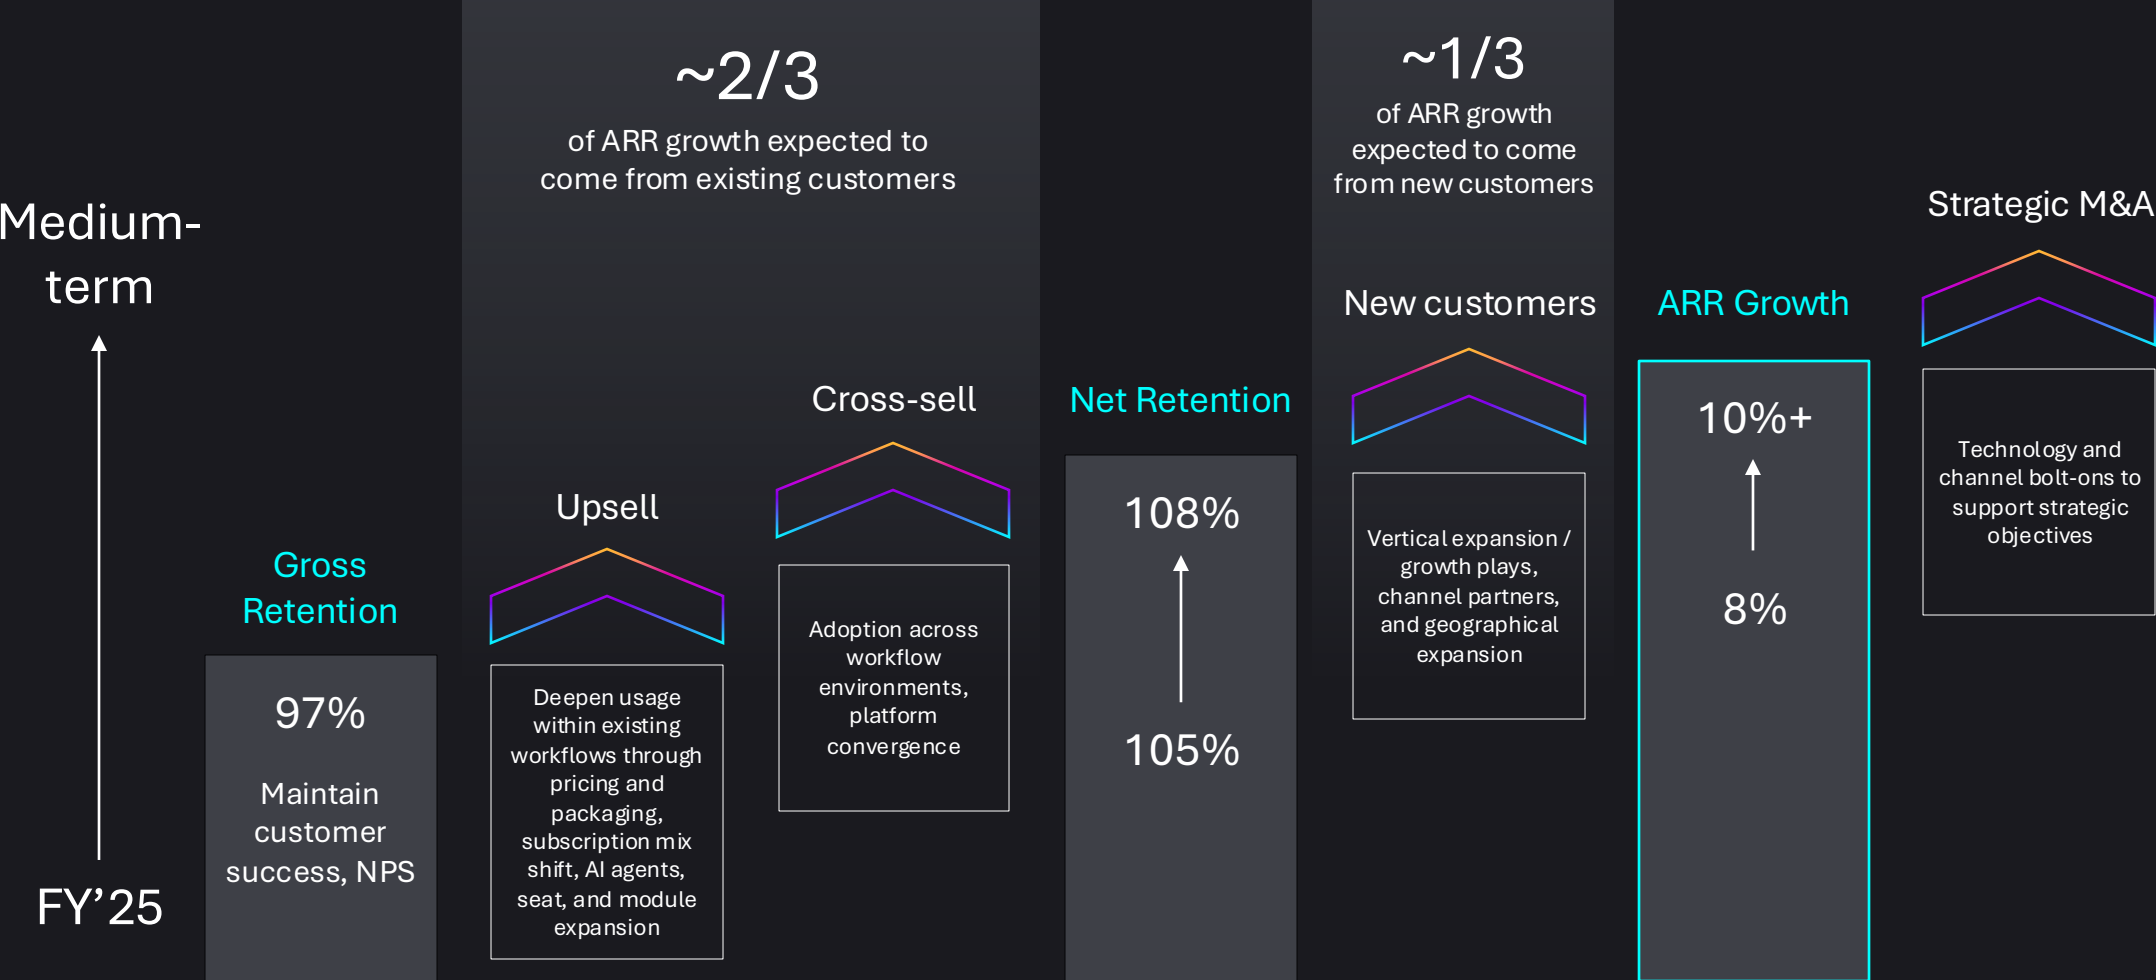 Medium-
term
FY’25
Gross
Retention
97%
Maintain
customer
success, NPS
~2/3
of ARR growth expected to
come from existing customers
Upsell
Deepen usage
within existing
workflows through
pricing and
packaging,
subscription mix
shift, AI agents,
seat, and module
expansion
Cross-sell
Adoption across
workflow
environments,
platform
convergence
Net Retention
108%
105%
~1/3
of ARR growth
expected to come
from new customers
New customers
Vertical expansion /
growth plays,
channel partners,
and geographical
expansion
ARR Growth
10%+
8%
Strategic M&A
Technology and
channel bolt-ons to
support strategic
objectives